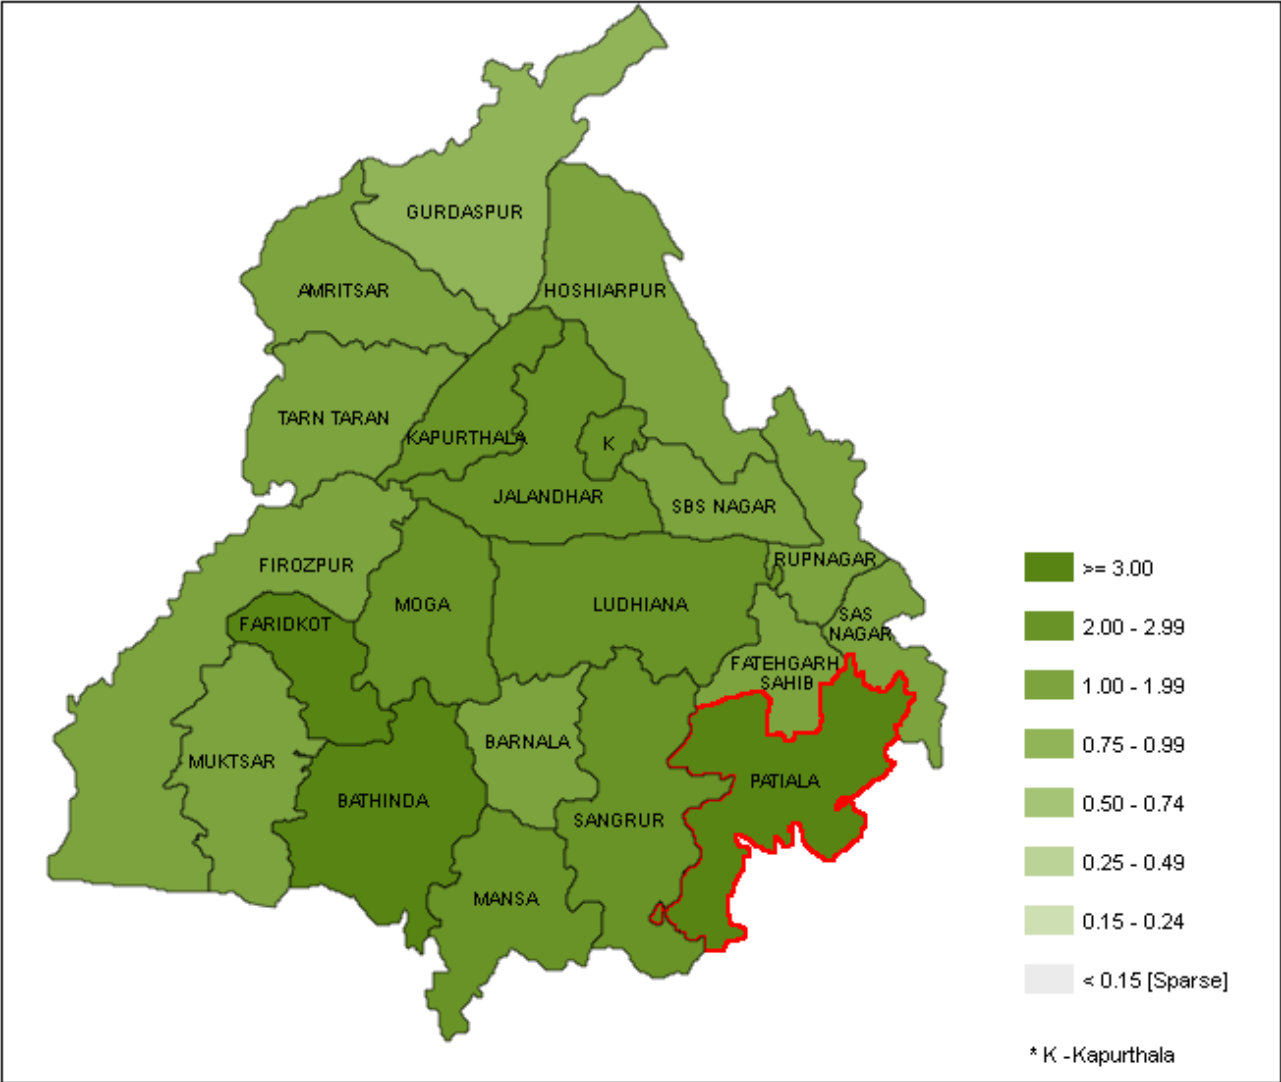 GURDASPUR
AMRITSAR
HOSHIARPUR
TARN TARAN
KAPURTHALA
K
JALANDHAR
SBS NAGAR
FIROZPUR
RUPNAGAR
MOGA
LUDHIANA
FARIDKOT
SAS
NAGAR
FATEHGARH
SAHIB
BARNALA
MUKTSAR
PATIALA
BATHINDA
SANGRUR
MANSA
>= 3.00
2.00 - 2.99
1.00 - 1.99
0.75 - 0.99
0.50 - 0.74
0.25 - 0.49
0.15 - 0.24
< 0.15 [Sparse]
* K -Kapurthala